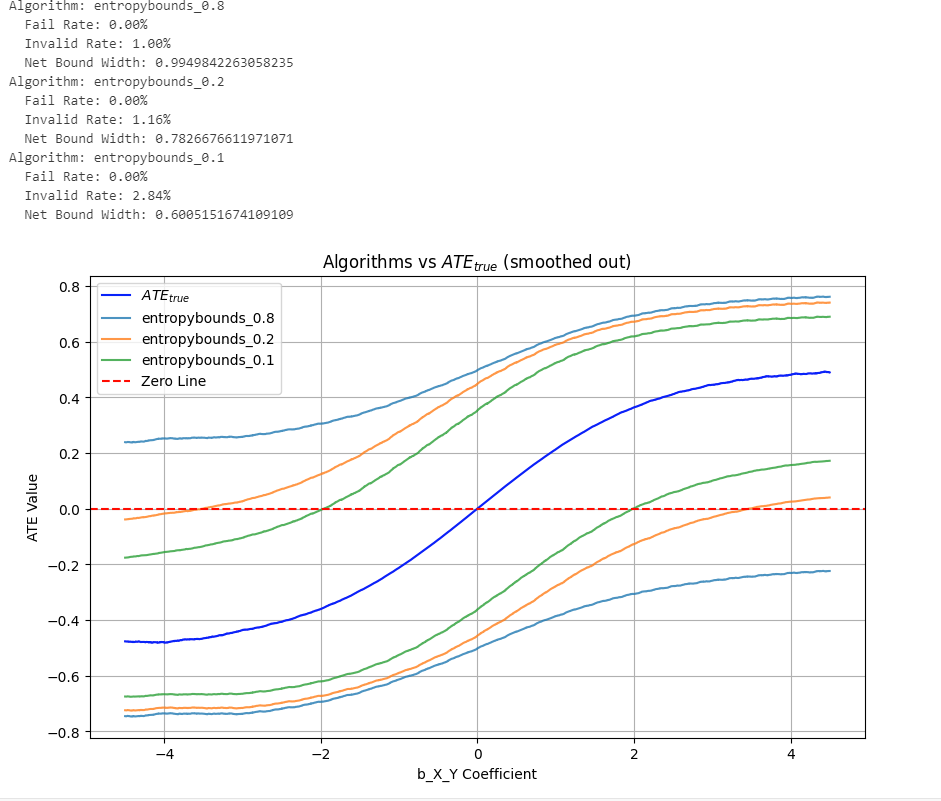 Algorithm: entropybounds_0.8
Fail Rate: 0.00%
Invalid Rate: 1.00%
Net Bound Width: 0.9949842263058235
Algorithm: entropybounds_0.2
Fail Rate: 0.00%
Invalid Rate: 1.16%
Net Bound Width: 0.7826676611971071
Algorithm: entropybounds_0.1
Fail Rate: 0.00%
Invalid Rate: 2.84%
Net Bound Width: 0.6005151674109109
Algorithms vs ATE_true (smoothed out)
ATE_true
entropybounds_0.8
entropybounds_0.2
entropybounds_0.1
Zero Line
ATE Value
0.8
0.6
0.4
0.2
0.0
−0.2
−0.4
−0.6
−0.8
−4 −2 0 2 4
b_X_Y Coefficient